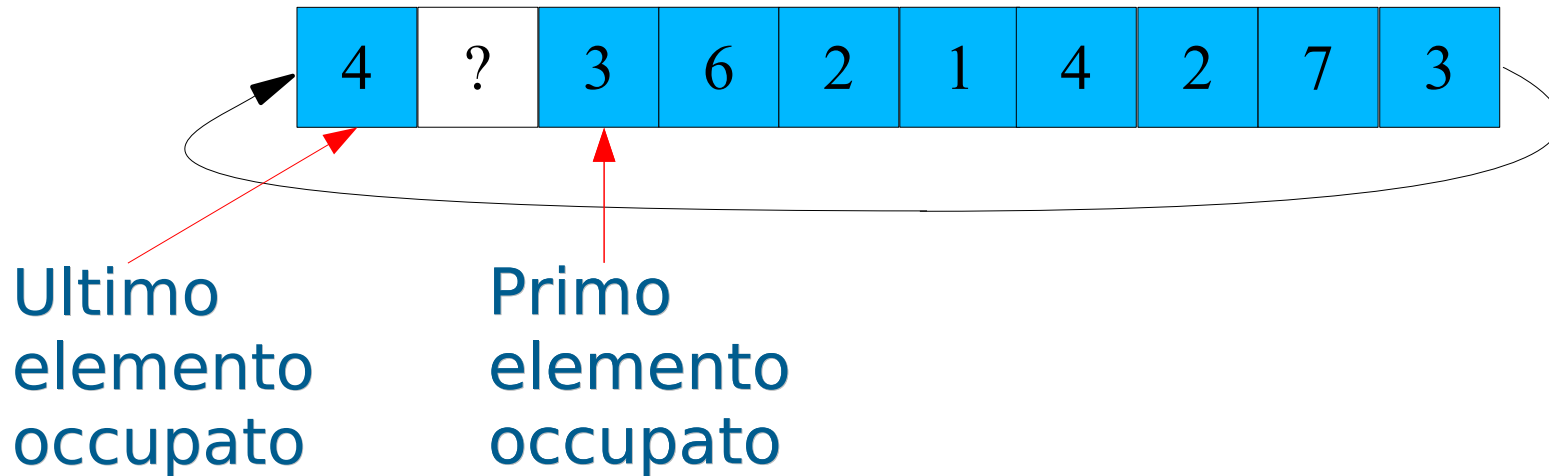 4 ? 3 6 2 1 4 2 7 3
Ultimo
elemento
occupato
Primo
elemento
occupato